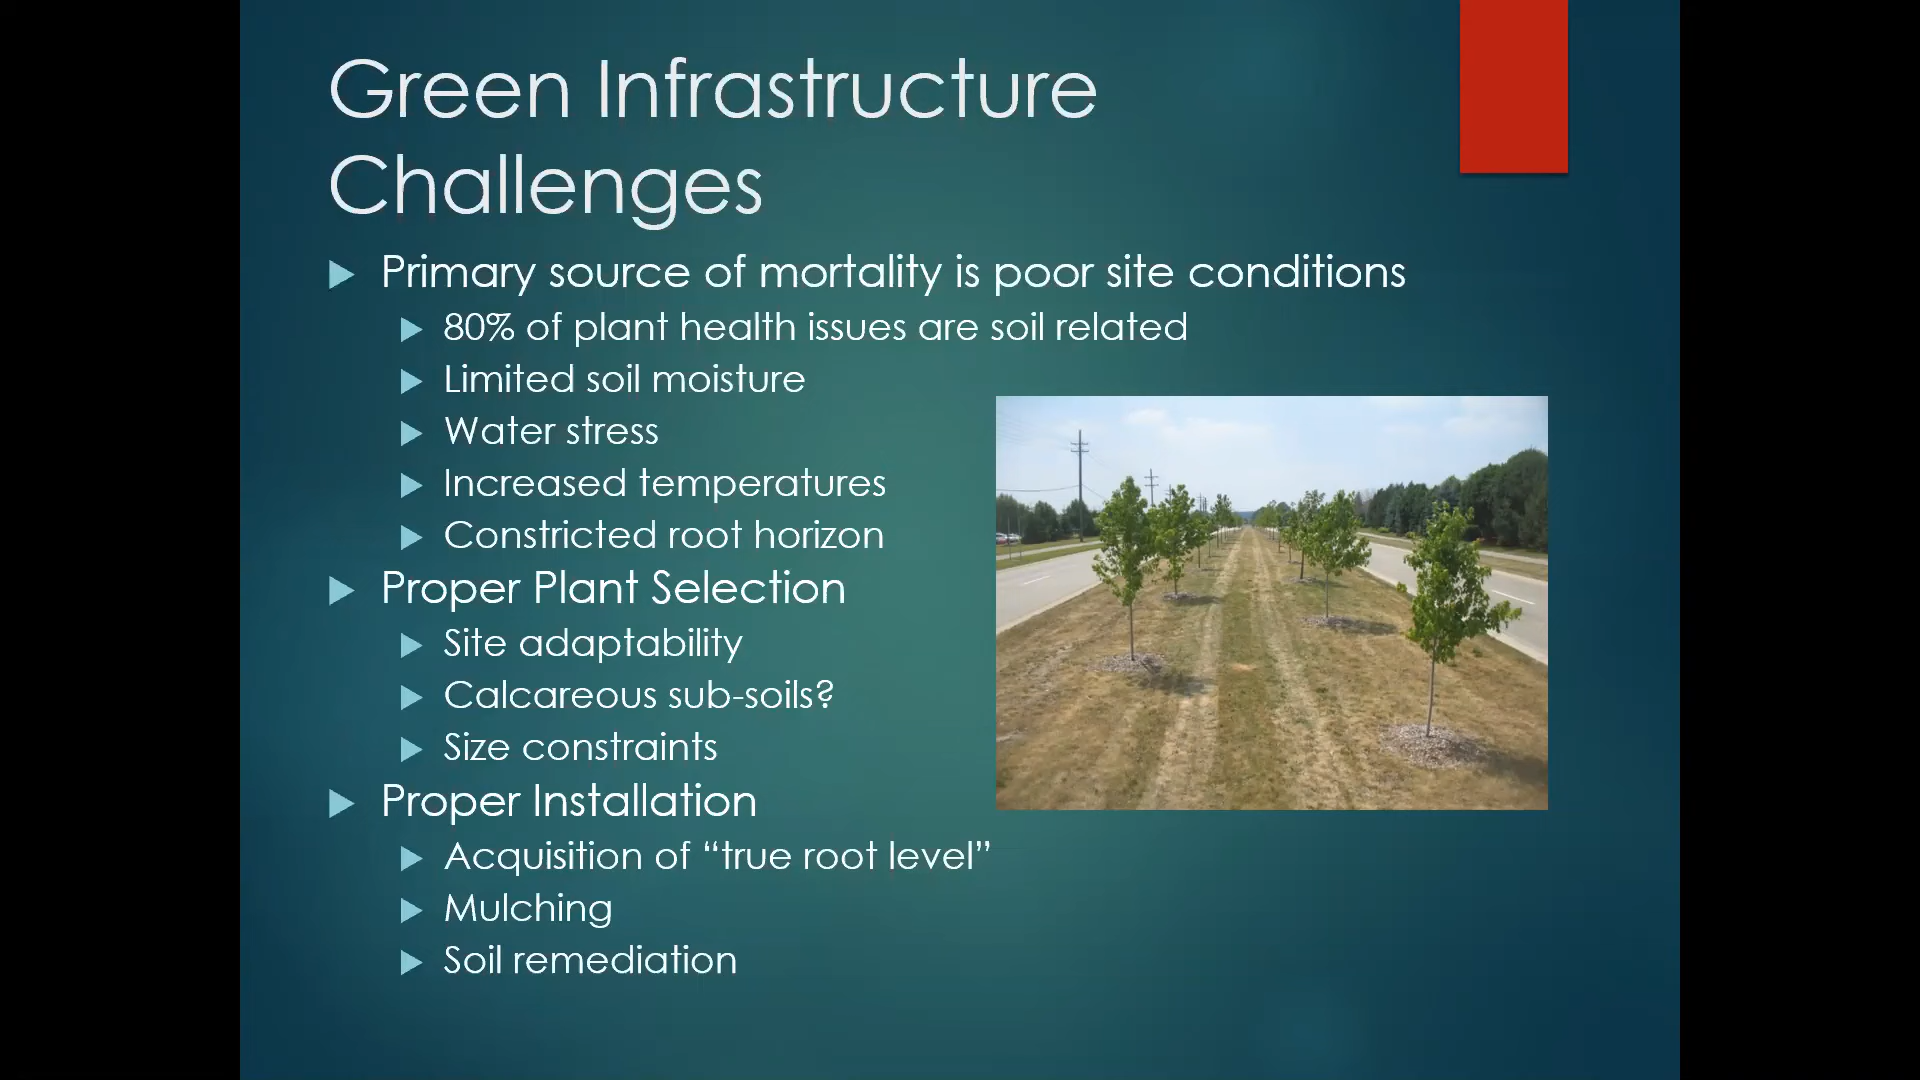 Green Infrastructure
Challenges
Primary source of mortality is poor site conditions
80% of plant health issues are soil related
Limited soil moisture
Water stress
Increased temperatures
Constricted root horizon
Proper Plant Selection
Site adaptability
Calcareous sub-soils?
Size constraints
Proper Installation
Acquisition of “true root level”
Mulching
Soil remediation